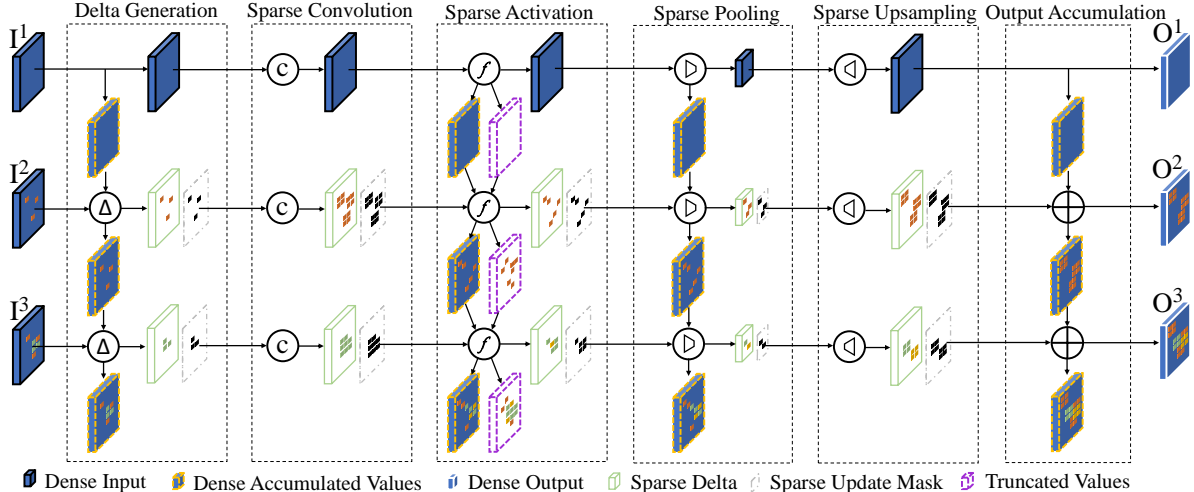 Delta Generation
Sparse Convolution
Sparse Activation
Sparse Pooling
Sparse Upsampling
Output Accumulation
I¹
O¹
c
f
I²
O²
Δ
c
f
I³
O³
Δ
c
f
Dense Input
Dense Accumulated Values
Dense Output
Sparse Delta
Sparse Update Mask
Truncated Values